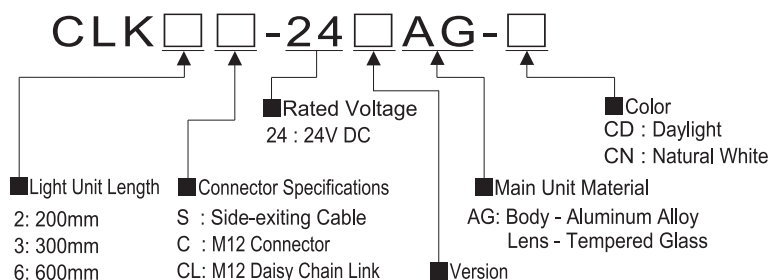 CLK□ □-24□AG-□
■Rated Voltage
24 : 24V DC
■Color
CD : Daylight
CN : Natural White
■Light Unit Length
2: 200mm
3: 300mm
6: 600mm
■Connector Specifications
S : Side-exiting Cable
C : M12 Connector
CL: M12 Daisy Chain Link
■Main Unit Material
AG: Body - Aluminum Alloy
Lens - Tempered Glass
■Version